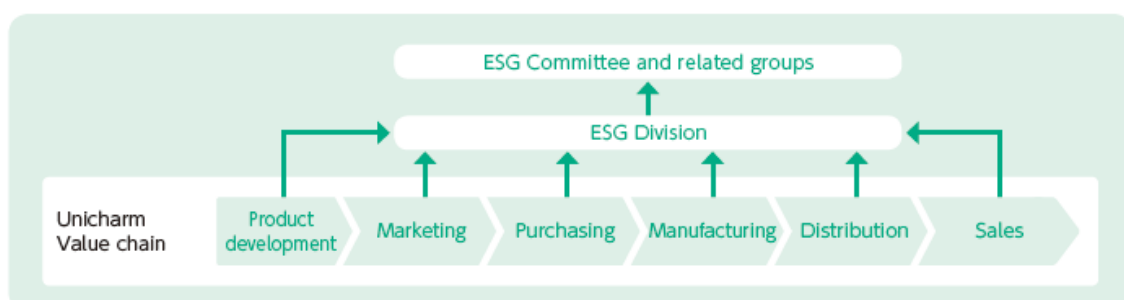 ESG Committee and related groups
ESG Division
Unicharm
Value chain
Product
development
Marketing
Purchasing
Manufacturing
Distribution
Sales